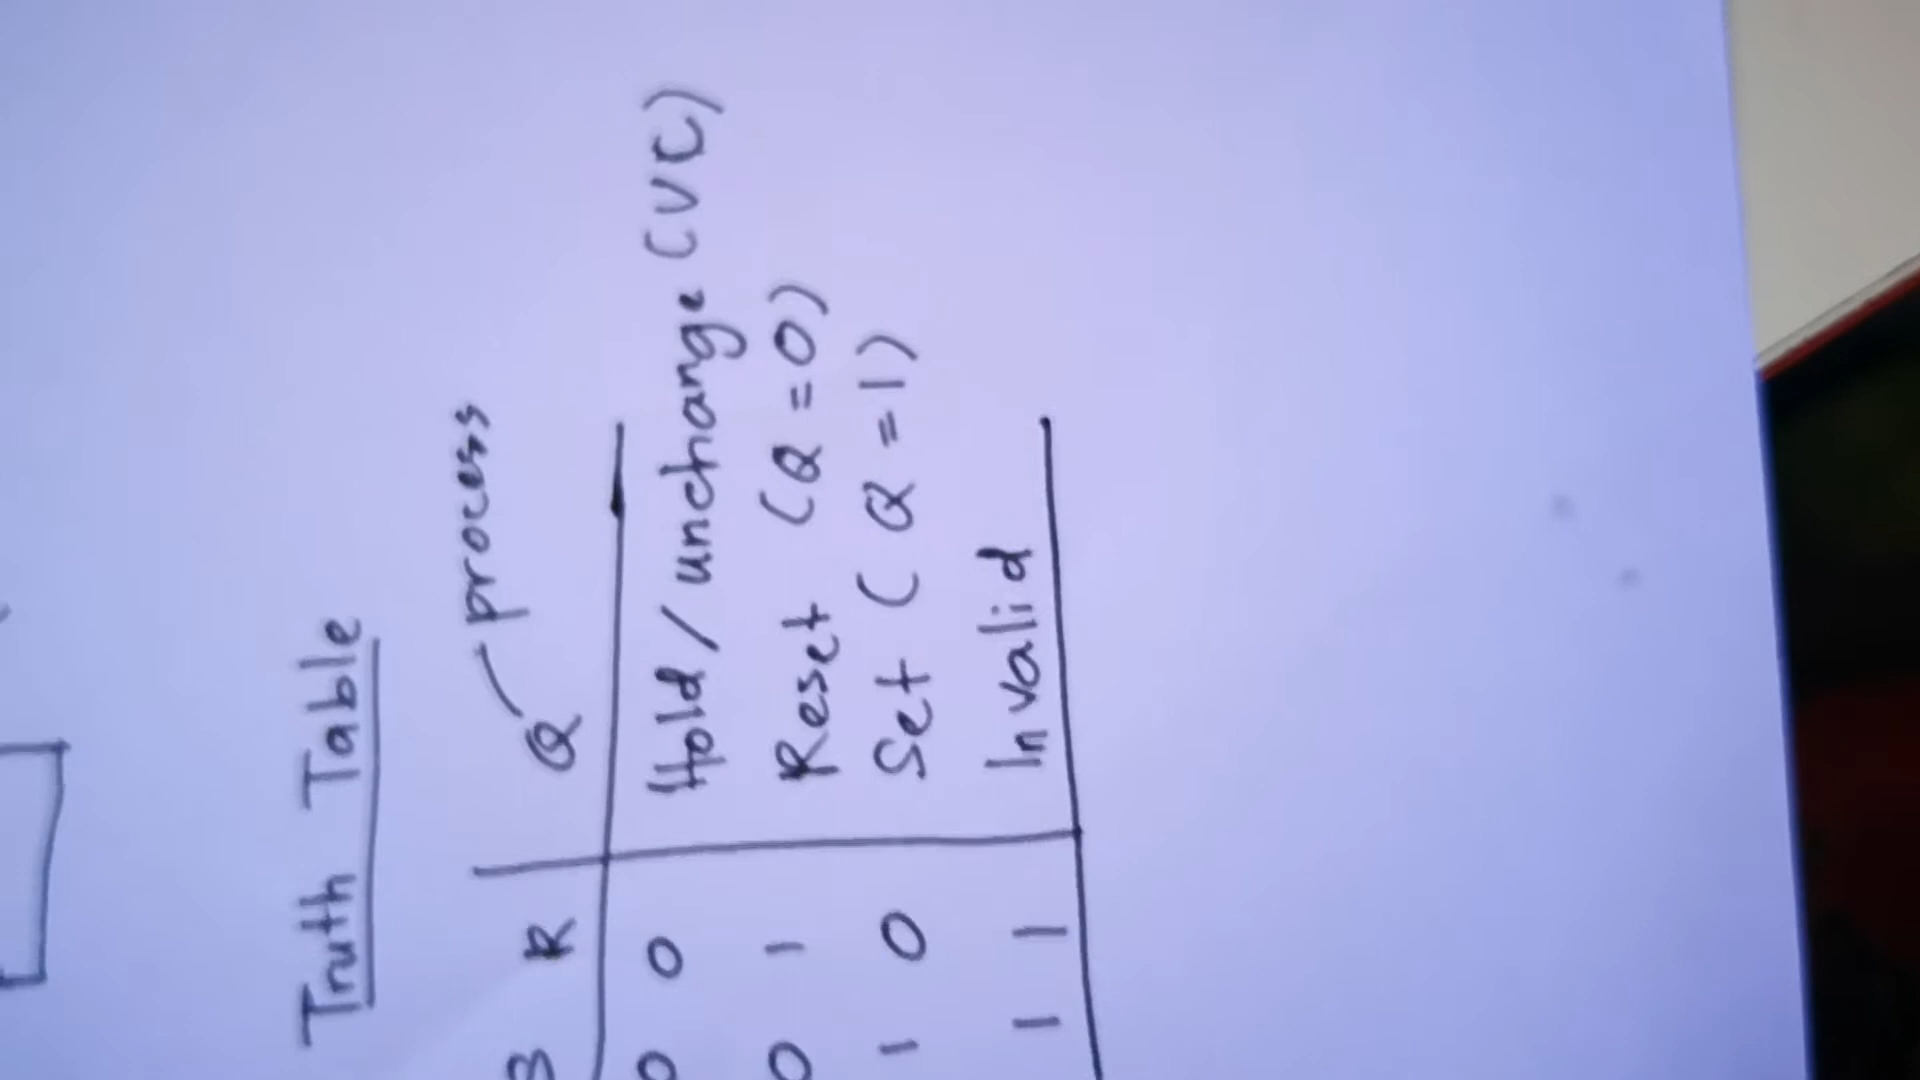 Truth Table
S R Q process
0 0 Hold/unchange (UC)
0 1 Reset (Q=0)
1 0 Set (Q=1)
1 1 Invalid